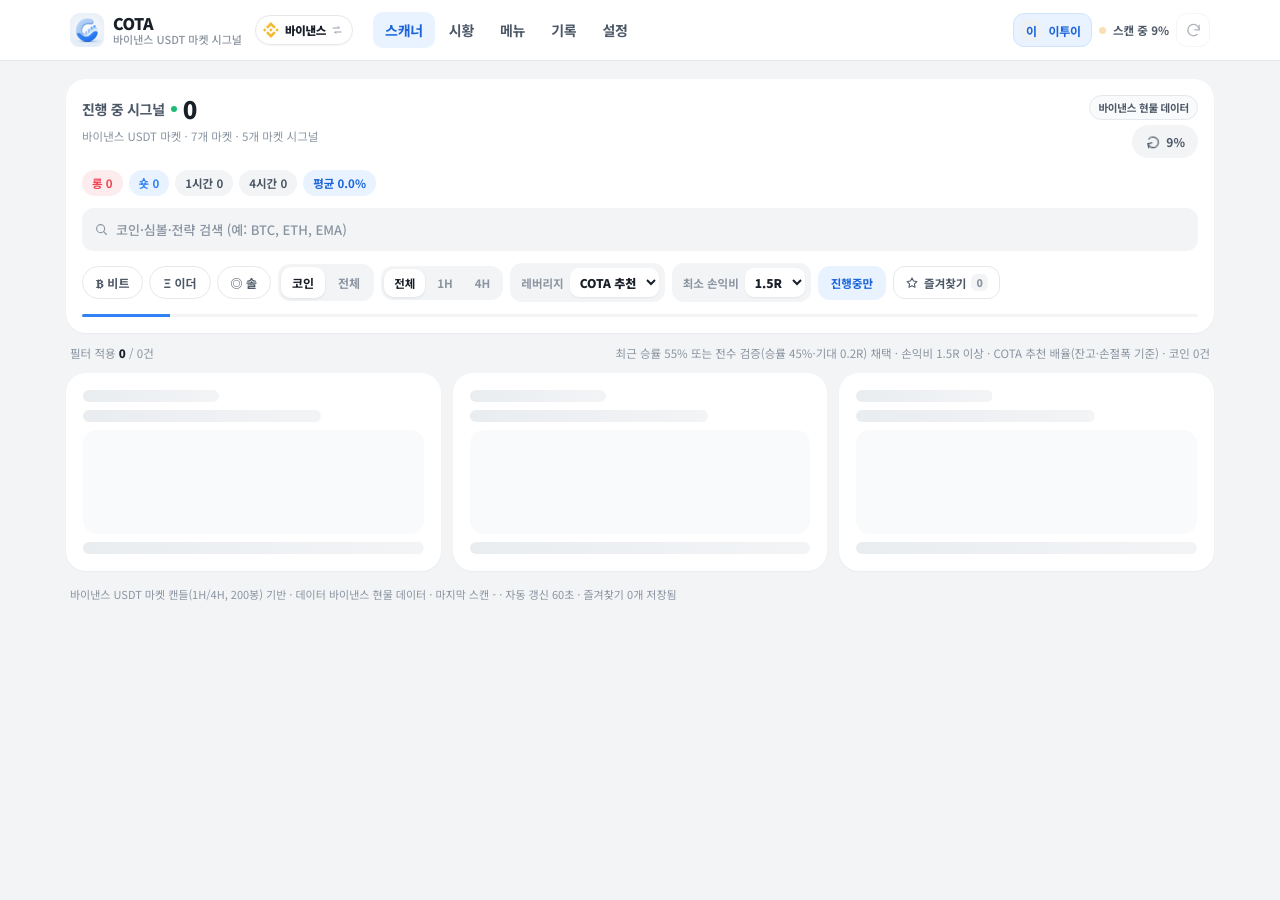 COTA
바이낸스 USDT 마켓 시그널
바이낸스
스캐너 시황 메뉴 기록 설정
이 이투이
스캔 중 9%
진행 중 시그널 0
바이낸스 현물 데이터
바이낸스 USDT 마켓 · 7개 마켓 · 5개 마켓 시그널
9%
롱 0 숏 0 1시간 0 4시간 0 평균 0.0%
코인·심볼·전략 검색 (예: BTC, ETH, EMA)
₿ 비트 Ξ 이더 ◎ 솔 코인 전체 전체 1H 4H 레버리지 COTA 추천 최소 손익비 1.5R 진행중만 즐겨찾기 0
필터 적용 0 / 0건
최근 승률 55% 또는 전수 검증(승률 45%·기대 0.2R) 채택 · 손익비 1.5R 이상 · COTA 추천 배율(잔고·손절폭 기준) · 코인 0건
바이낸스 USDT 마켓 캔들(1H/4H, 200봉) 기반 · 데이터 바이낸스 현물 데이터 · 마지막 스캔 - · 자동 갱신 60초 · 즐겨찾기 0개 저장됨